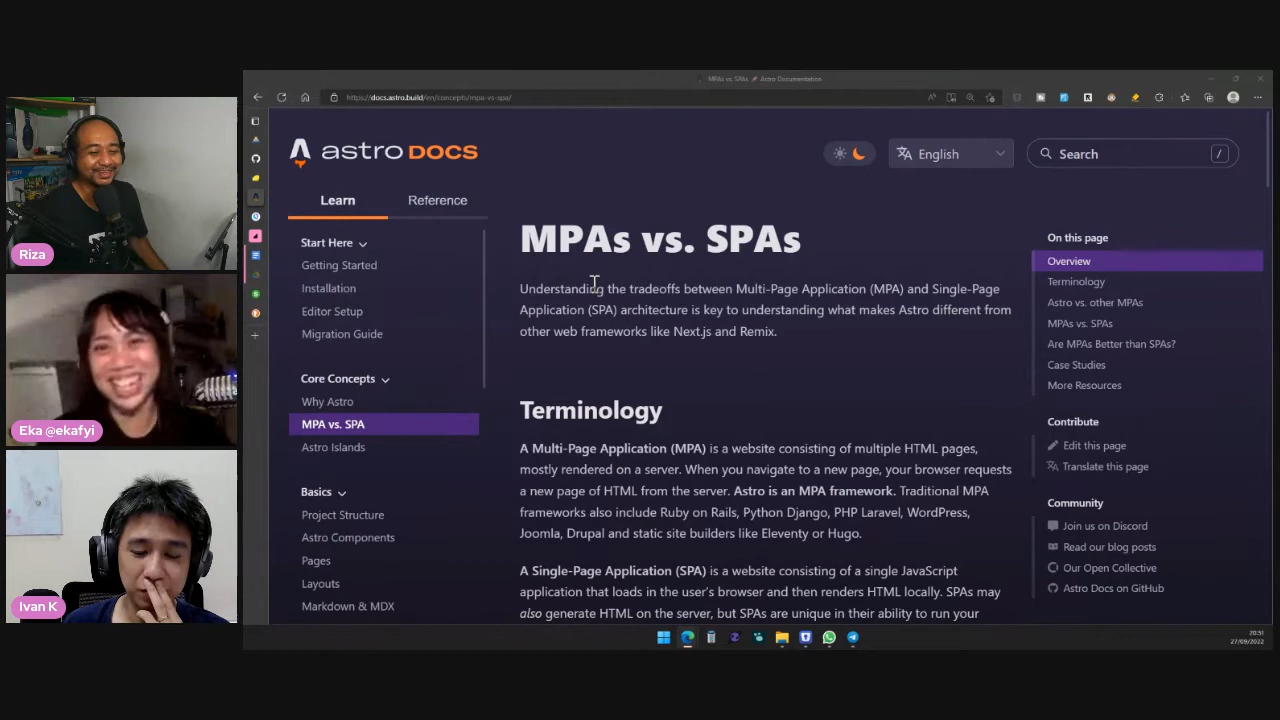 MPAs vs. SPAs 🚀 Astro Documentation
https://docs.astro.build/en/concepts/mpa-vs-spa/
astro DOCS
English
Search
/
Learn
Reference
Start Here
Getting Started
Installation
Editor Setup
Migration Guide
Core Concepts
Why Astro
MPA vs. SPA
Astro Islands
Basics
Project Structure
Astro Components
Pages
Layouts
Markdown & MDX
MPAs vs. SPAs
Understanding the tradeoffs between Multi-Page Application (MPA) and Single-Page
Application (SPA) architecture is key to understanding what makes Astro different from
other web frameworks like Next.js and Remix.
Terminology
A Multi-Page Application (MPA) is a website consisting of multiple HTML pages,
mostly rendered on a server. When you navigate to a new page, your browser requests
a new page of HTML from the server. Astro is an MPA framework. Traditional MPA
frameworks also include Ruby on Rails, Python Django, PHP Laravel, WordPress,
Joomla, Drupal and static site builders like Eleventy or Hugo.
A Single-Page Application (SPA) is a website consisting of a single JavaScript
application that loads in the user's browser and then renders HTML locally. SPAs may
also generate HTML on the server, but SPAs are unique in their ability to run your
On this page
Overview
Terminology
Astro vs. other MPAs
MPAs vs. SPAs
Are MPAs Better than SPAs?
Case Studies
More Resources
Contribute
Edit this page
Translate this page
Community
Join us on Discord
Read our blog posts
Our Open Collective
Astro Docs on GitHub
Riza
Eka @ekafyi
Ivan K
20:51
27/09/2022